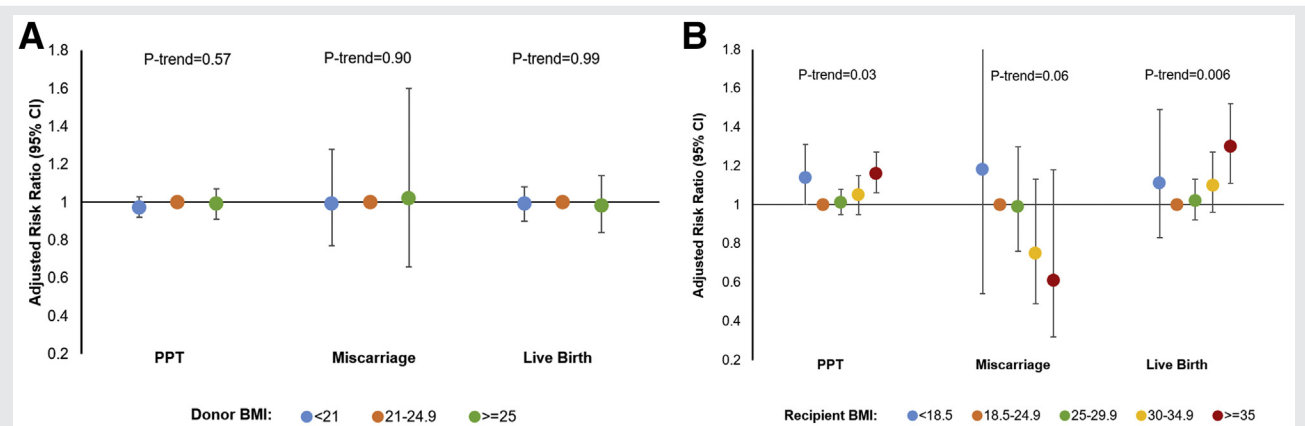 A
1.8
1.6
1.4
1.2
1
0.8
0.6
0.4
0.2
Adjusted Risk Ratio (95% CI)
P-trend=0.57 P-trend=0.90 P-trend=0.99
PPT Miscarriage Live Birth
Donor BMI: <21 21-24.9 >=25
B
1.8
1.6
1.4
1.2
1
0.8
0.6
0.4
0.2
Adjusted Risk Ratio (95% CI)
P-trend=0.03 P-trend=0.06 P-trend=0.006
PPT Miscarriage Live Birth
Recipient BMI: <18.5 18.5-24.9 25-29.9 30-34.9 >=35